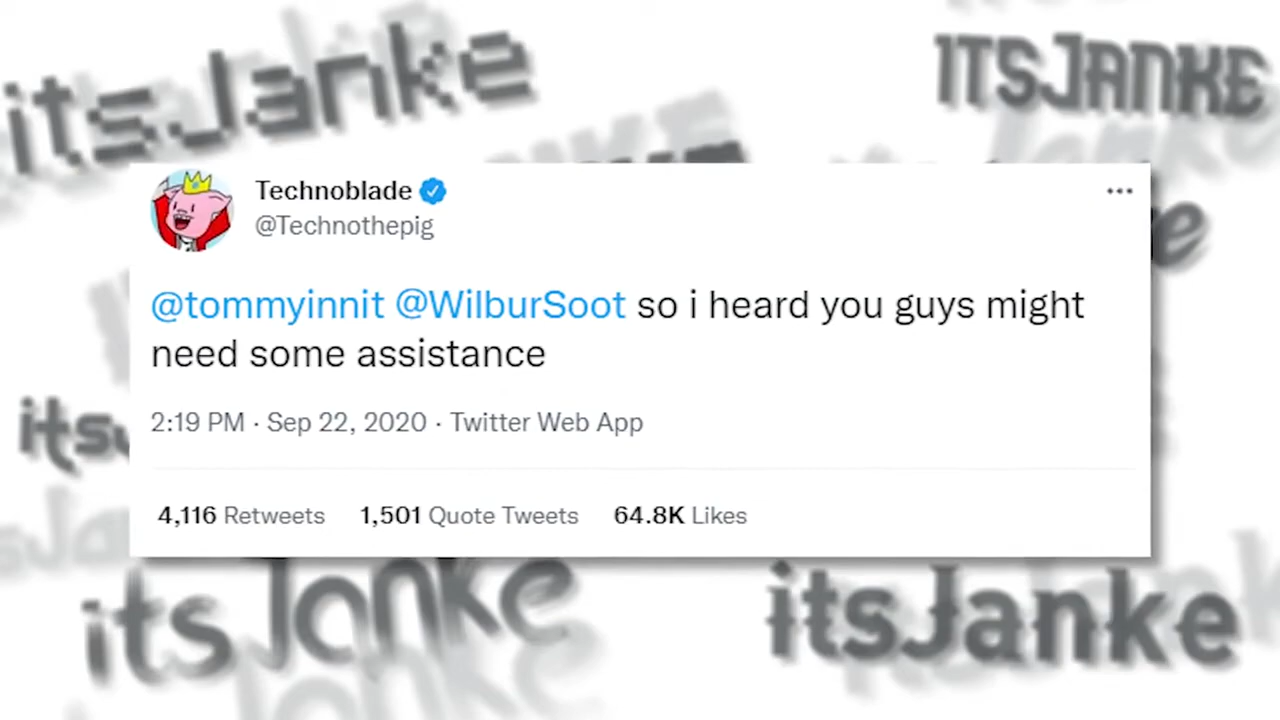 itsJanke
ITSJANKE
Technoblade
@Technothepig
@tommyinnit @WilburSoot so i heard you guys might
need some assistance
2:19 PM · Sep 22, 2020 · Twitter Web App
4,116 Retweets 1,501 Quote Tweets 64.8K Likes
itsJanke
itsJanke